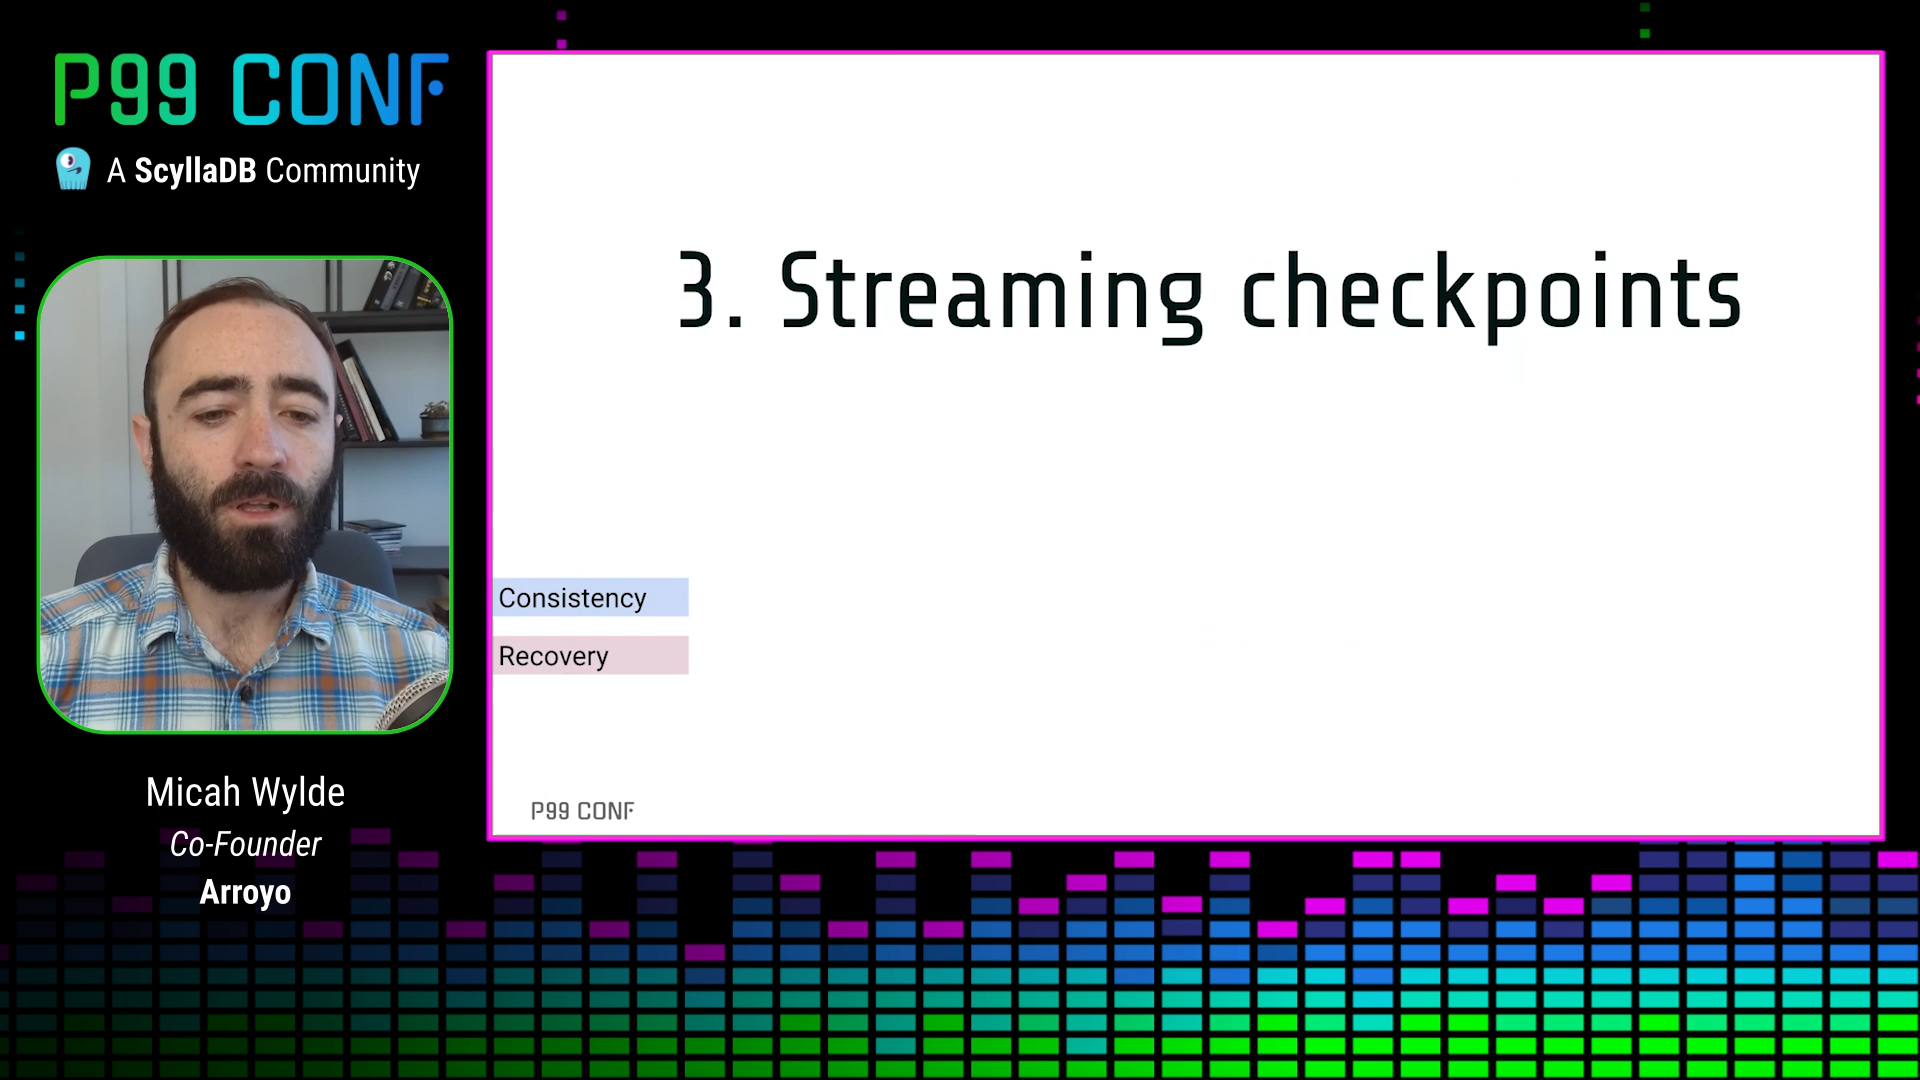 P99 CONF
A ScyllaDB Community
Micah Wylde
Co-Founder
Arroyo
3. Streaming checkpoints
Consistency
Recovery
P99 CONF